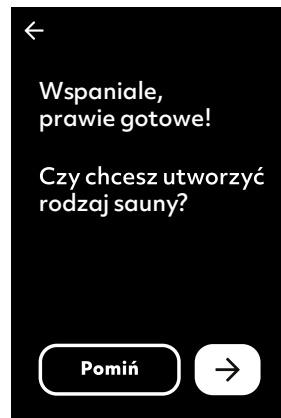 Wspaniale,
prawie gotowe!
Czy chcesz utworzyć
rodzaj sauny?
Pomiń